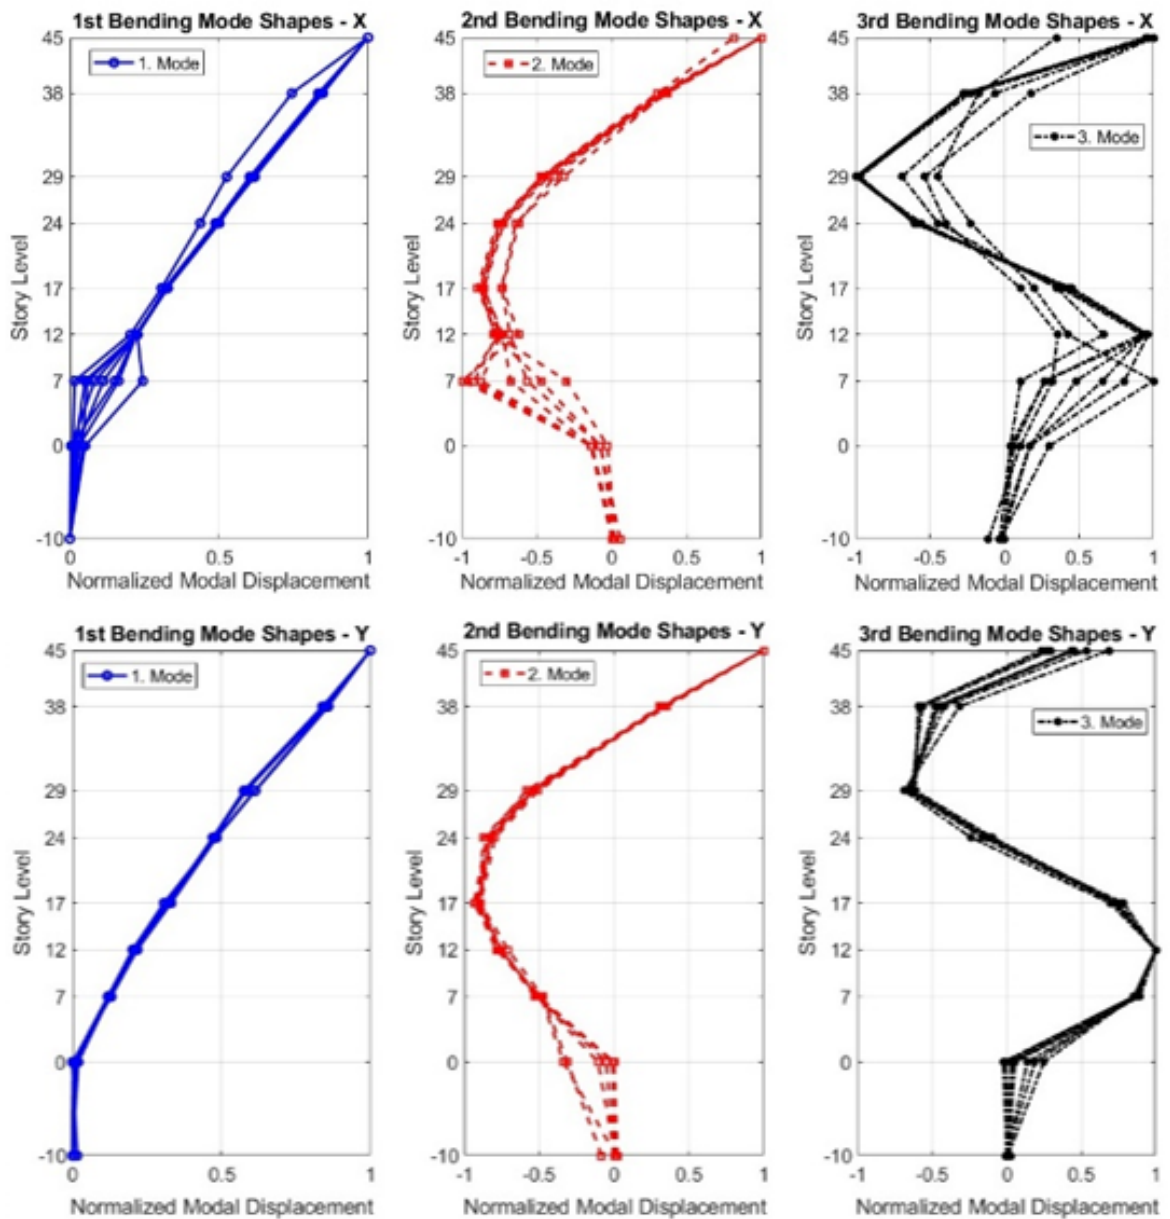 1st Bending Mode Shapes - X
2nd Bending Mode Shapes - X
3rd Bending Mode Shapes - X
1. Mode
2. Mode
3. Mode
Story Level
Story Level
Story Level
45
38
29
24
17
12
7
0
-10
45
38
29
24
17
12
7
0
-10
45
38
29
24
17
12
7
0
-10
0 0.5 1
-1 -0.5 0 0.5 1
-1 -0.5 0 0.5 1
Normalized Modal Displacement
Normalized Modal Displacement
Normalized Modal Displacement
1st Bending Mode Shapes - Y
2nd Bending Mode Shapes - Y
3rd Bending Mode Shapes - Y
1. Mode
2. Mode
3. Mode
Story Level
Story Level
Story Level
45
38
29
24
17
12
7
0
-10
45
38
29
24
17
12
7
0
-10
45
38
29
24
17
12
7
0
-10
0 0.5 1
-1 -0.5 0 0.5 1
-1 -0.5 0 0.5 1
Normalized Modal Displacement
Normalized Modal Displacement
Normalized Modal Displacement